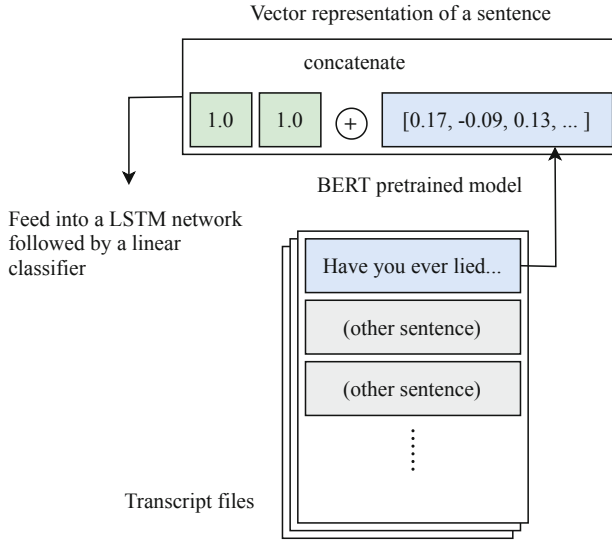 Vector representation of a sentence
concatenate
1.0 1.0 + [0.17, -0.09, 0.13, ... ]
BERT pretrained model
Feed into a LSTM network
followed by a linear
classifier
Have you ever lied...
(other sentence)
(other sentence)
Transcript files